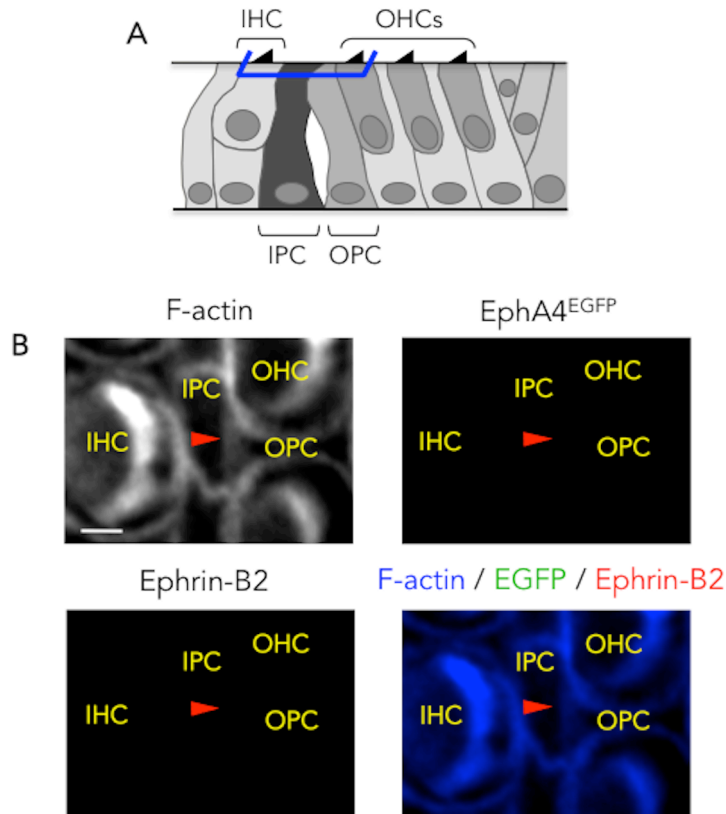 A
IHC
OHCs
IPC
OPC
B
F-actin
EphA4EGFP
IHC
IPC
OHC
OPC
IHC
IPC
OHC
OPC
Ephrin-B2
F-actin / EGFP / Ephrin-B2
IHC
IPC
OHC
OPC
IHC
IPC
OHC
OPC